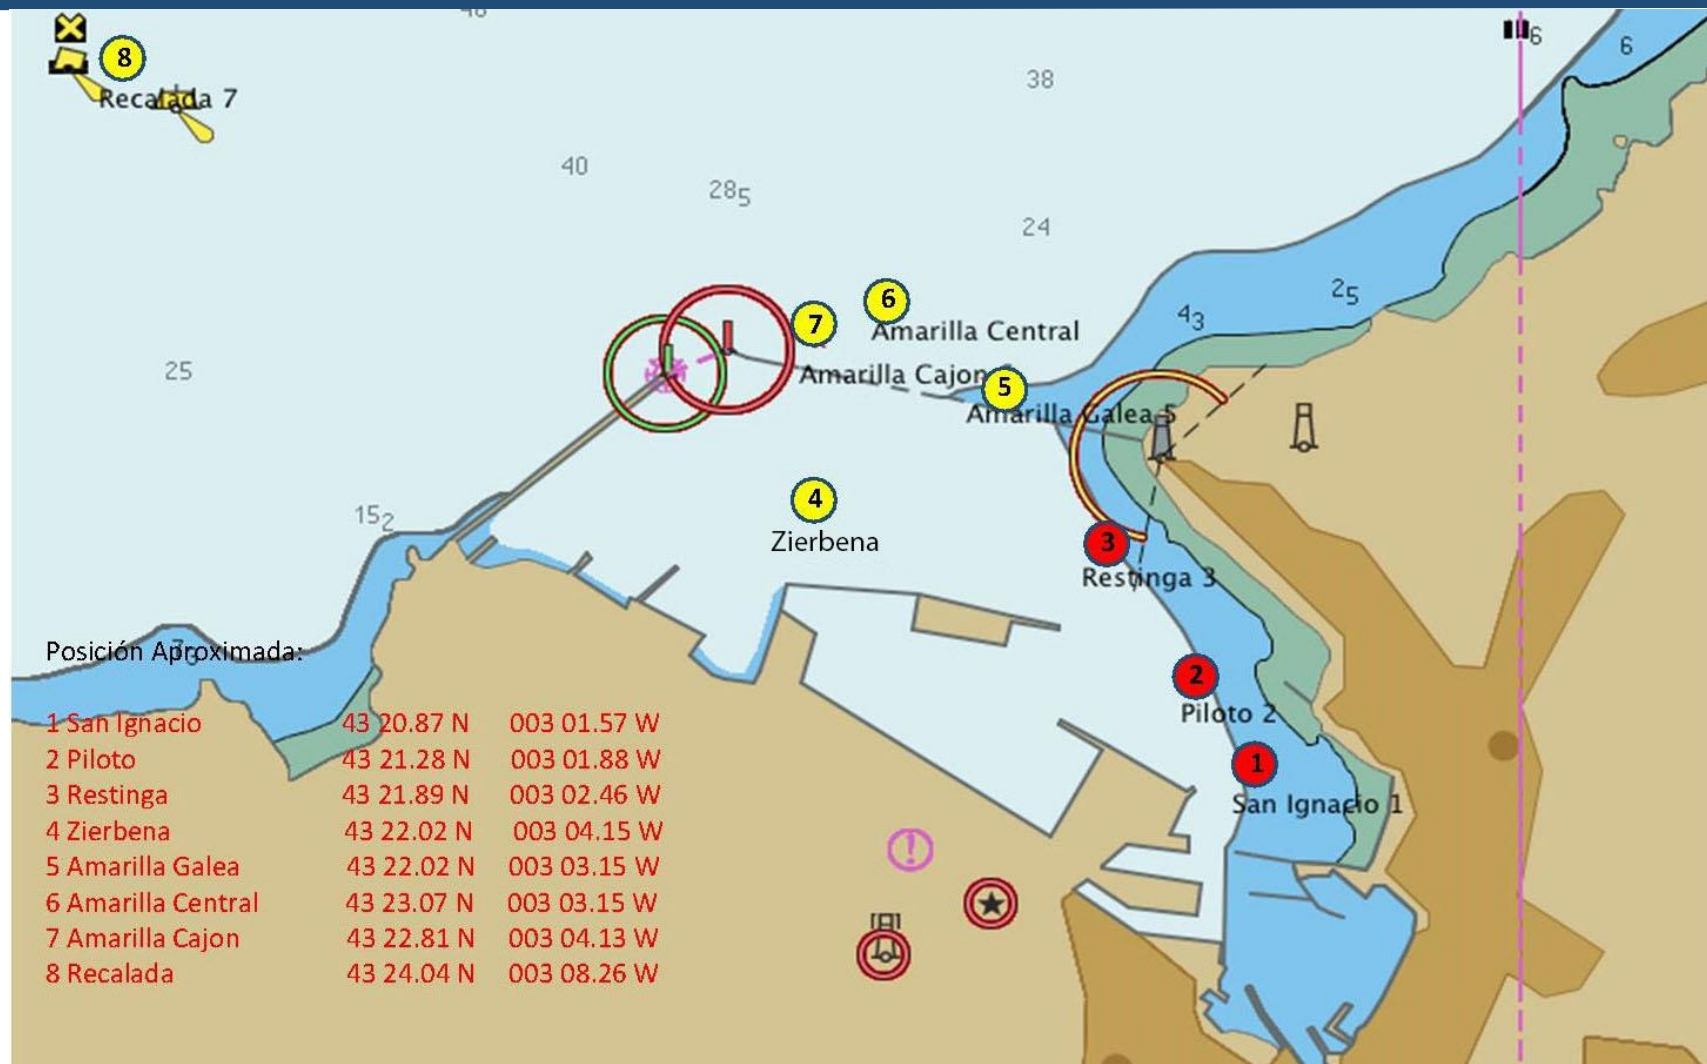 8
Recalada 7
6
6
38
40
28₅
24
6
7
Amarilla Central
2₅
4₃
25
Amarilla Cajon
5
Amarilla Galea 5
4
Zierbena
15₂
3
Restinga 3
2
Piloto 2
1
San Ignacio 1
!
Posición Aproximada:
1 San Ignacio 43 20.87 N 003 01.57 W
2 Piloto 43 21.28 N 003 01.88 W
3 Restinga 43 21.89 N 003 02.46 W
4 Zierbena 43 22.02 N 003 04.15 W
5 Amarilla Galea 43 22.02 N 003 03.15 W
6 Amarilla Central 43 23.07 N 003 03.15 W
7 Amarilla Cajon 43 22.81 N 003 04.13 W
8 Recalada 43 24.04 N 003 08.26 W